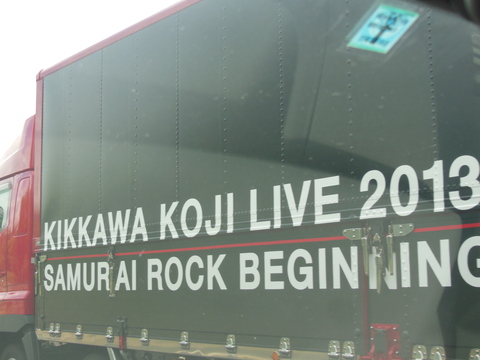 KIKKAWA KOJI LIVE 2013
SAMURAI ROCK BEGINNING